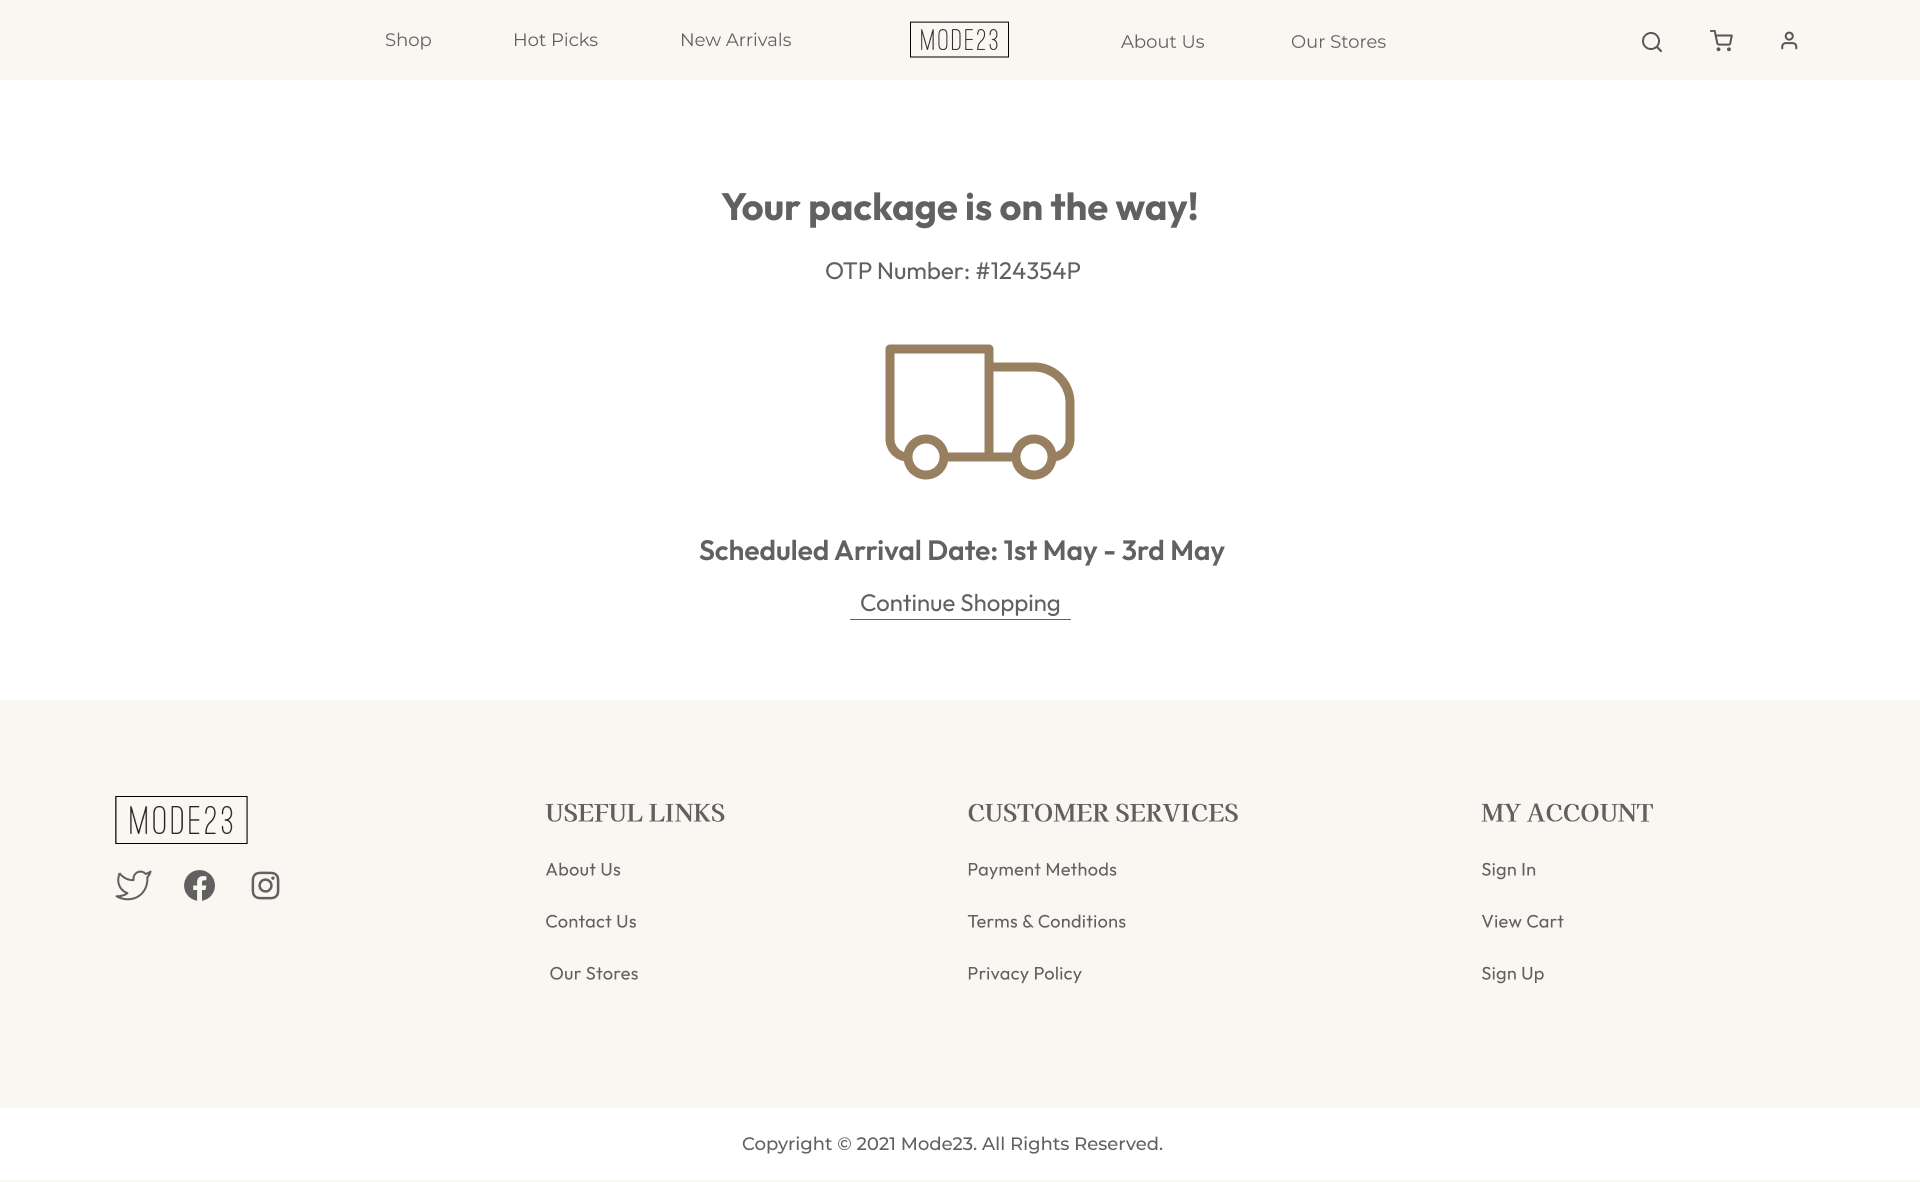 Shop Hot Picks New Arrivals MODE23 About Us Our Stores
Your package is on the way!
OTP Number: #124354P
Scheduled Arrival Date: 1st May - 3rd May
Continue Shopping
MODE23
USEFUL LINKS
About Us
Contact Us
Our Stores
CUSTOMER SERVICES
Payment Methods
Terms & Conditions
Privacy Policy
MY ACCOUNT
Sign In
View Cart
Sign Up
Copyright © 2021 Mode23. All Rights Reserved.